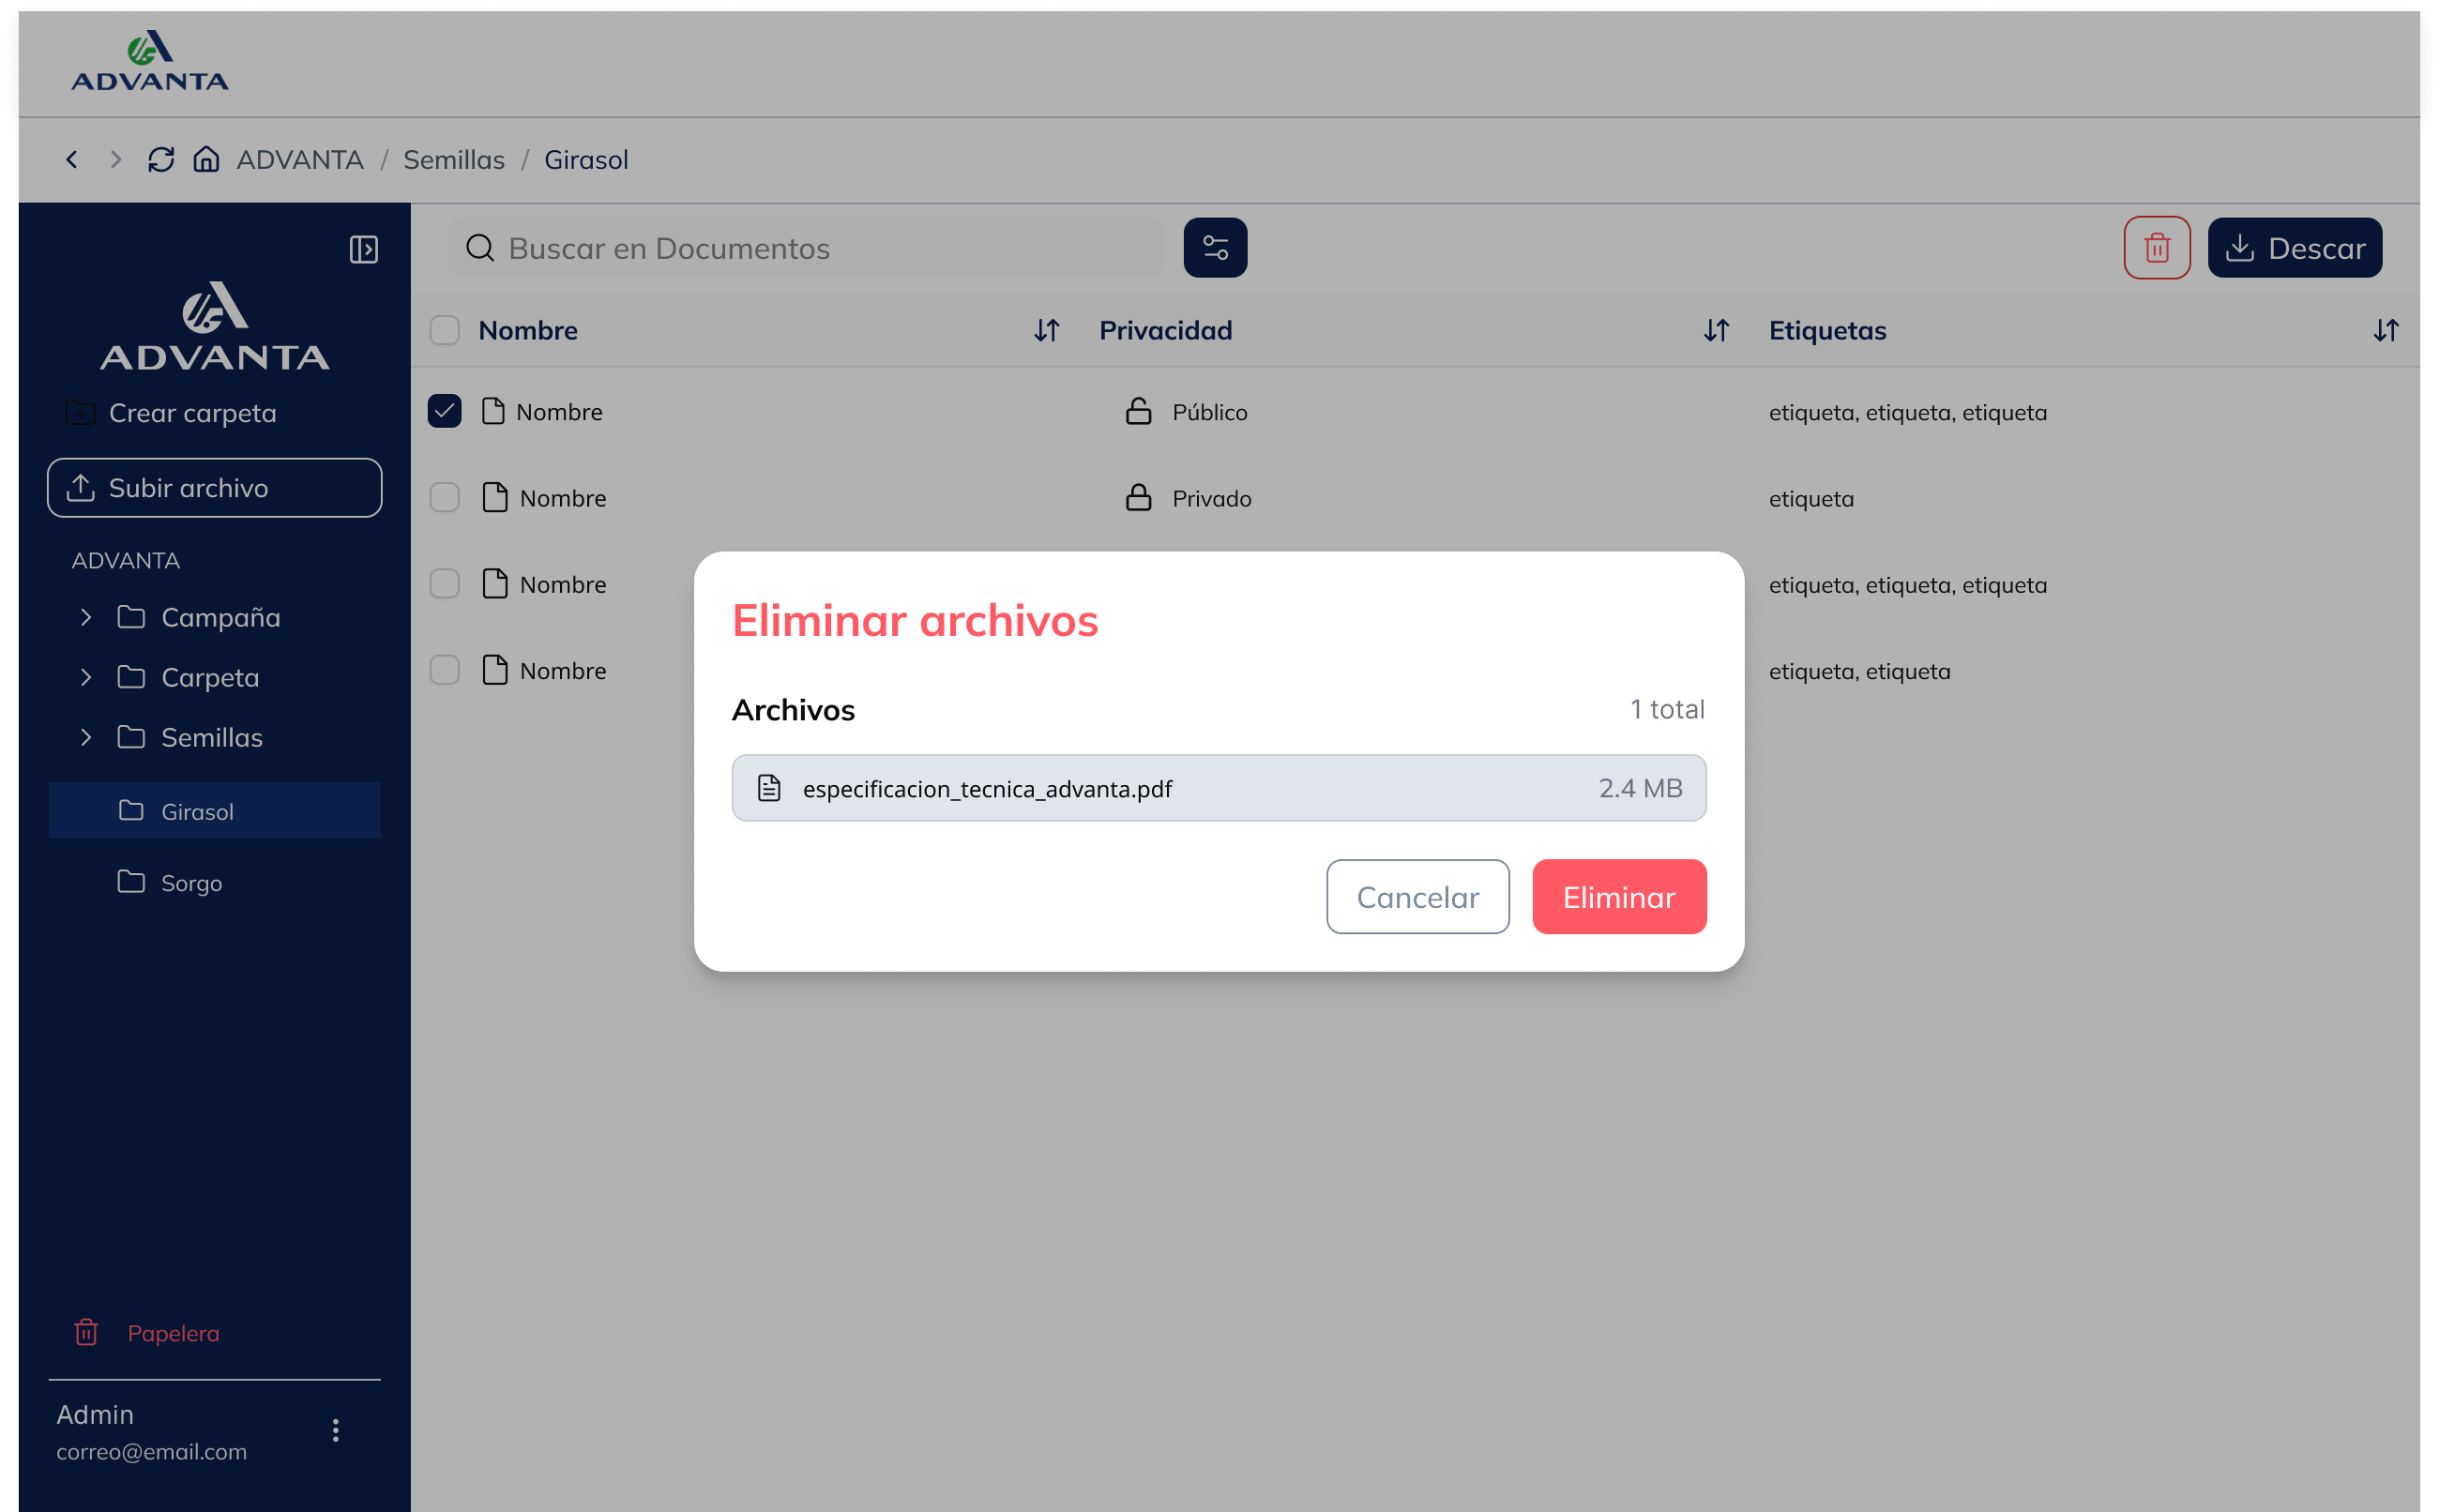 ADVANTA
ADVANTA / Semillas / Girasol
Buscar en Documentos
Descar
ADVANTA
Crear carpeta
Subir archivo
ADVANTA
Campaña
Carpeta
Semillas
Girasol
Sorgo
Papelera
Admin
correo@email.com
Nombre Privacidad Etiquetas
Nombre Público etiqueta, etiqueta, etiqueta
Nombre Privado etiqueta
Nombre etiqueta, etiqueta, etiqueta
Nombre etiqueta, etiqueta
Eliminar archivos
Archivos 1 total
especificacion_tecnica_advanta.pdf 2.4 MB
Cancelar Eliminar